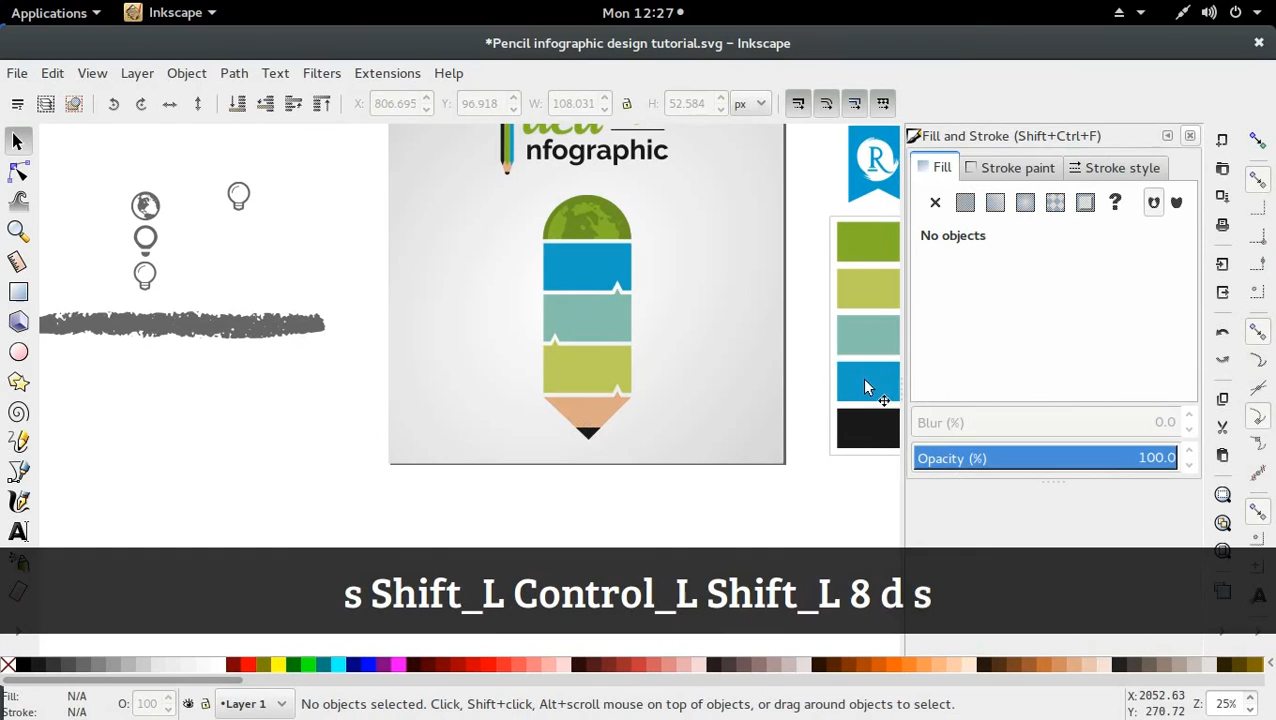 Applications Inkscape Mon 12:27
*Pencil infographic design tutorial.svg – Inkscape
File Edit View Layer Object Path Text Filters Extensions Help
X: 806.695 Y: 96.918 W: 108.031 H: 52.584 px
Fill and Stroke (Shift+Ctrl+F)
Fill Stroke paint Stroke style
?
No objects
nfographic
R
Blur (%) 0.0
Opacity (%) 100.0
A
s Shift_L Control_L Shift_L 8 d s
Fill: N/A
Stroke: N/A
O: 100
•Layer 1
No objects selected. Click, Shift+click, Alt+scroll mouse on top of objects, or drag around objects to select.
X: 2052.63
Y: 270.72
Z: 25%